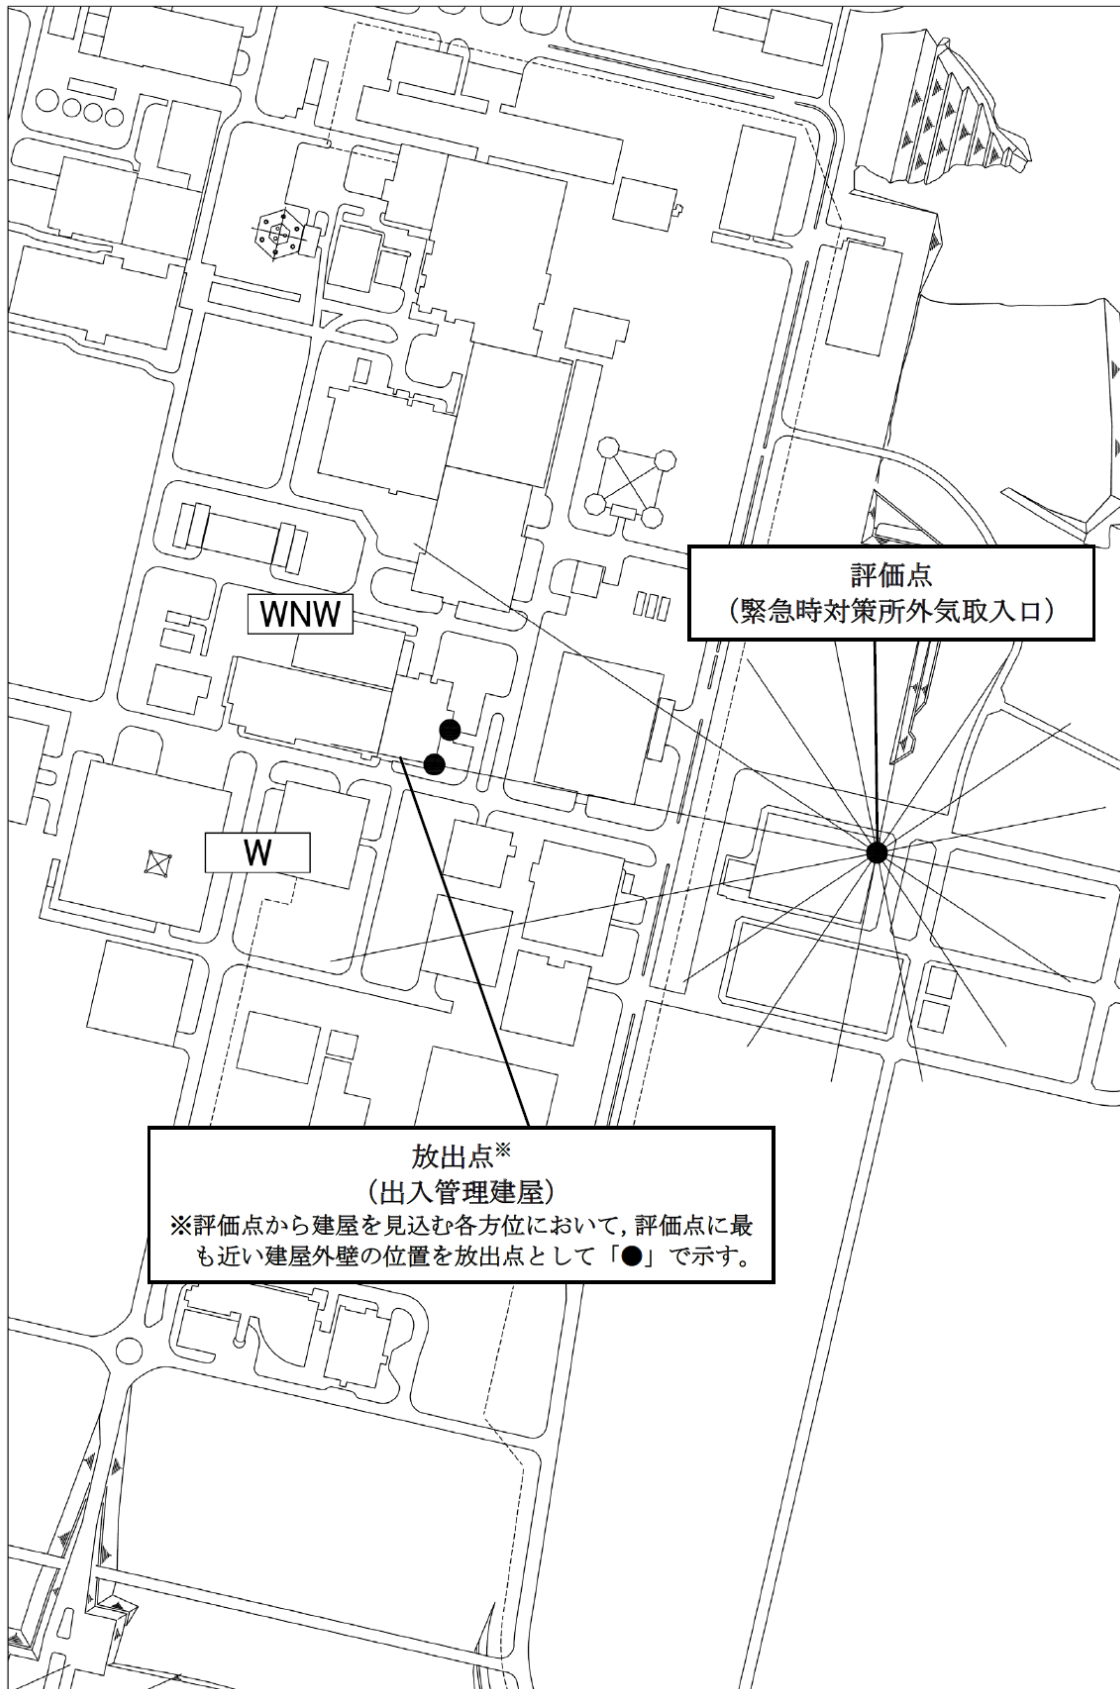 評価点
（緊急時対策所外気取入口）
WNW
W
放出点※
（出入管理建屋）
※評価点から建屋を見込む各方位において，評価点に最
も近い建屋外壁の位置を放出点として「●」で示す。